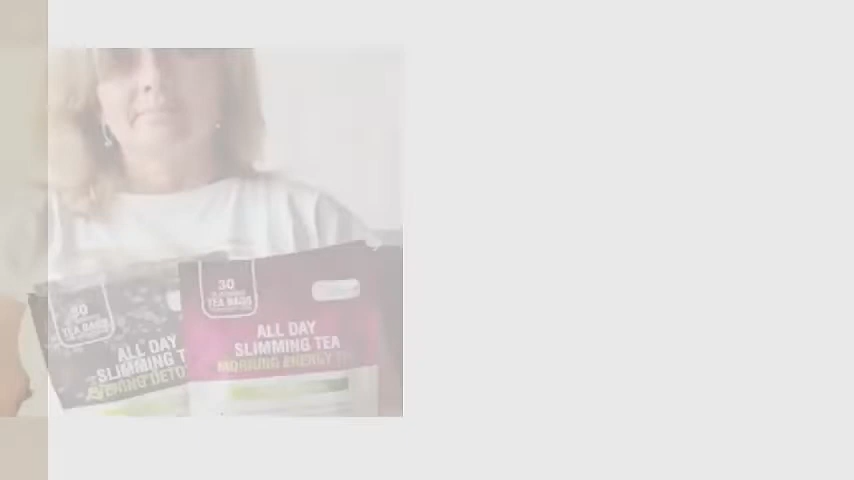 30
TEA BAGS
ALL DAY
SLIMMING T
EVENING DETO
30
TEA BAGS
ALL DAY
SLIMMING TEA
MORNING ENERGY